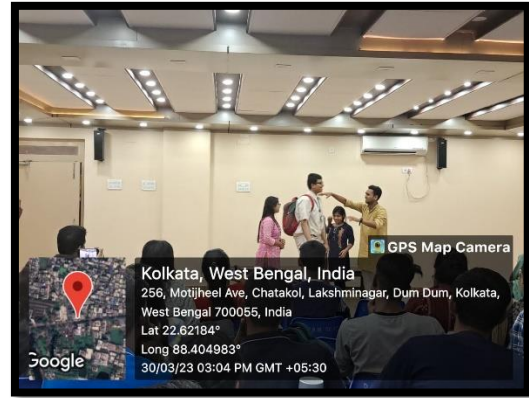 GPS Map Camera
Kolkata, West Bengal, India
256, Motijheel Ave, Chatakol, Lakshminagar, Dum Dum, Kolkata,
West Bengal 700055, India
Lat 22.62184°
Long 88.404983°
30/03/23 03:04 PM GMT +05:30
Google